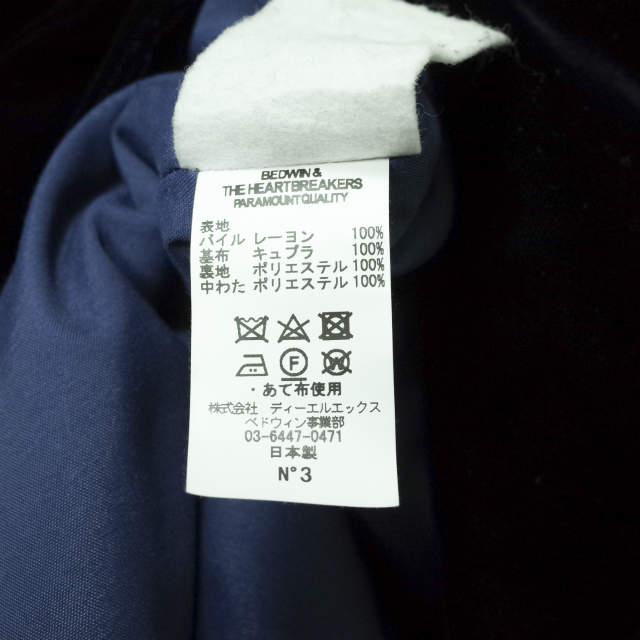 BEDWIN &
THE HEARTBREAKERS
PARAMOUNT QUALITY
表地
パイル レーヨン 100%
基布 キュプラ 100%
裏地 ポリエステル 100%
中わた ポリエステル 100%
F
・あて布使用
株式会社 ディーエルエックス
ベドウィン事業部
03-6447-0471
日本製
N°3